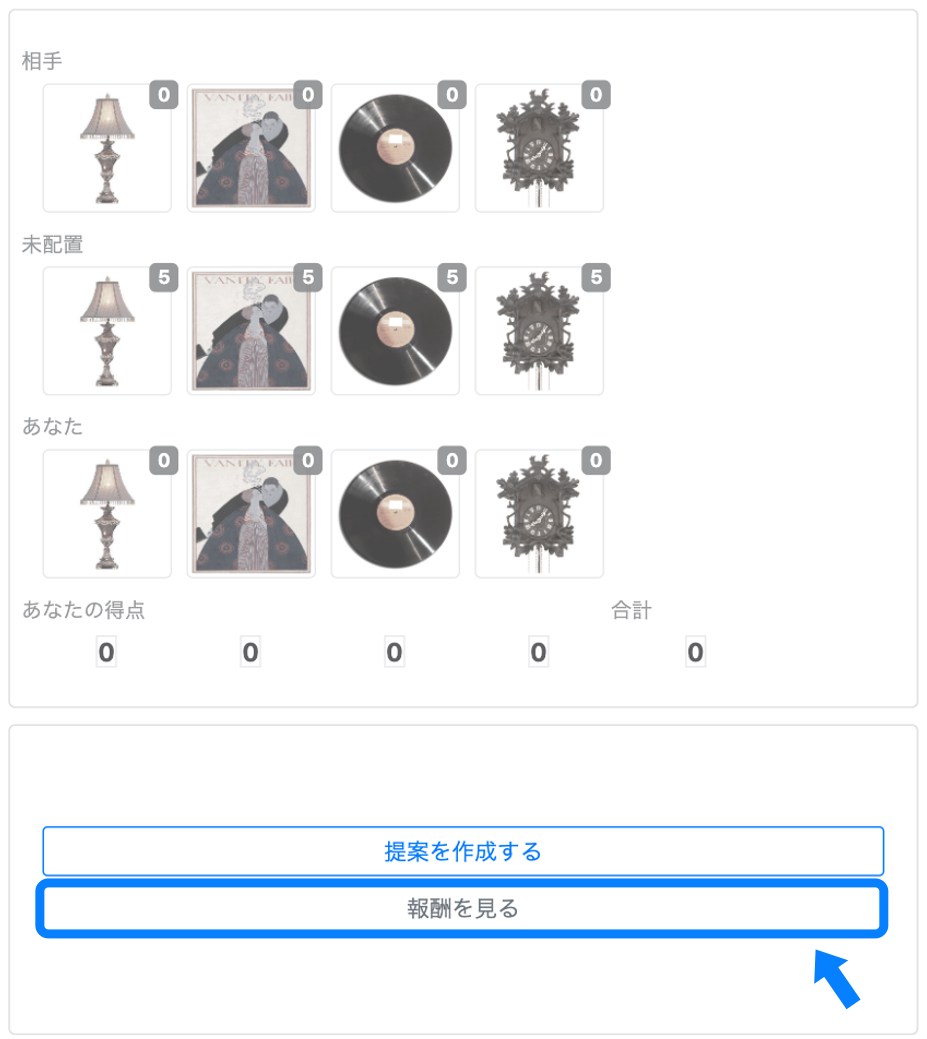 相手
0 0 0 0
VANITY FAIR
未配置
5 5 5 5
VANITY FAIR
あなた
0 0 0 0
VANITY FAIR
あなたの得点 合計
0 0 0 0 0
提案を作成する
報酬を見る